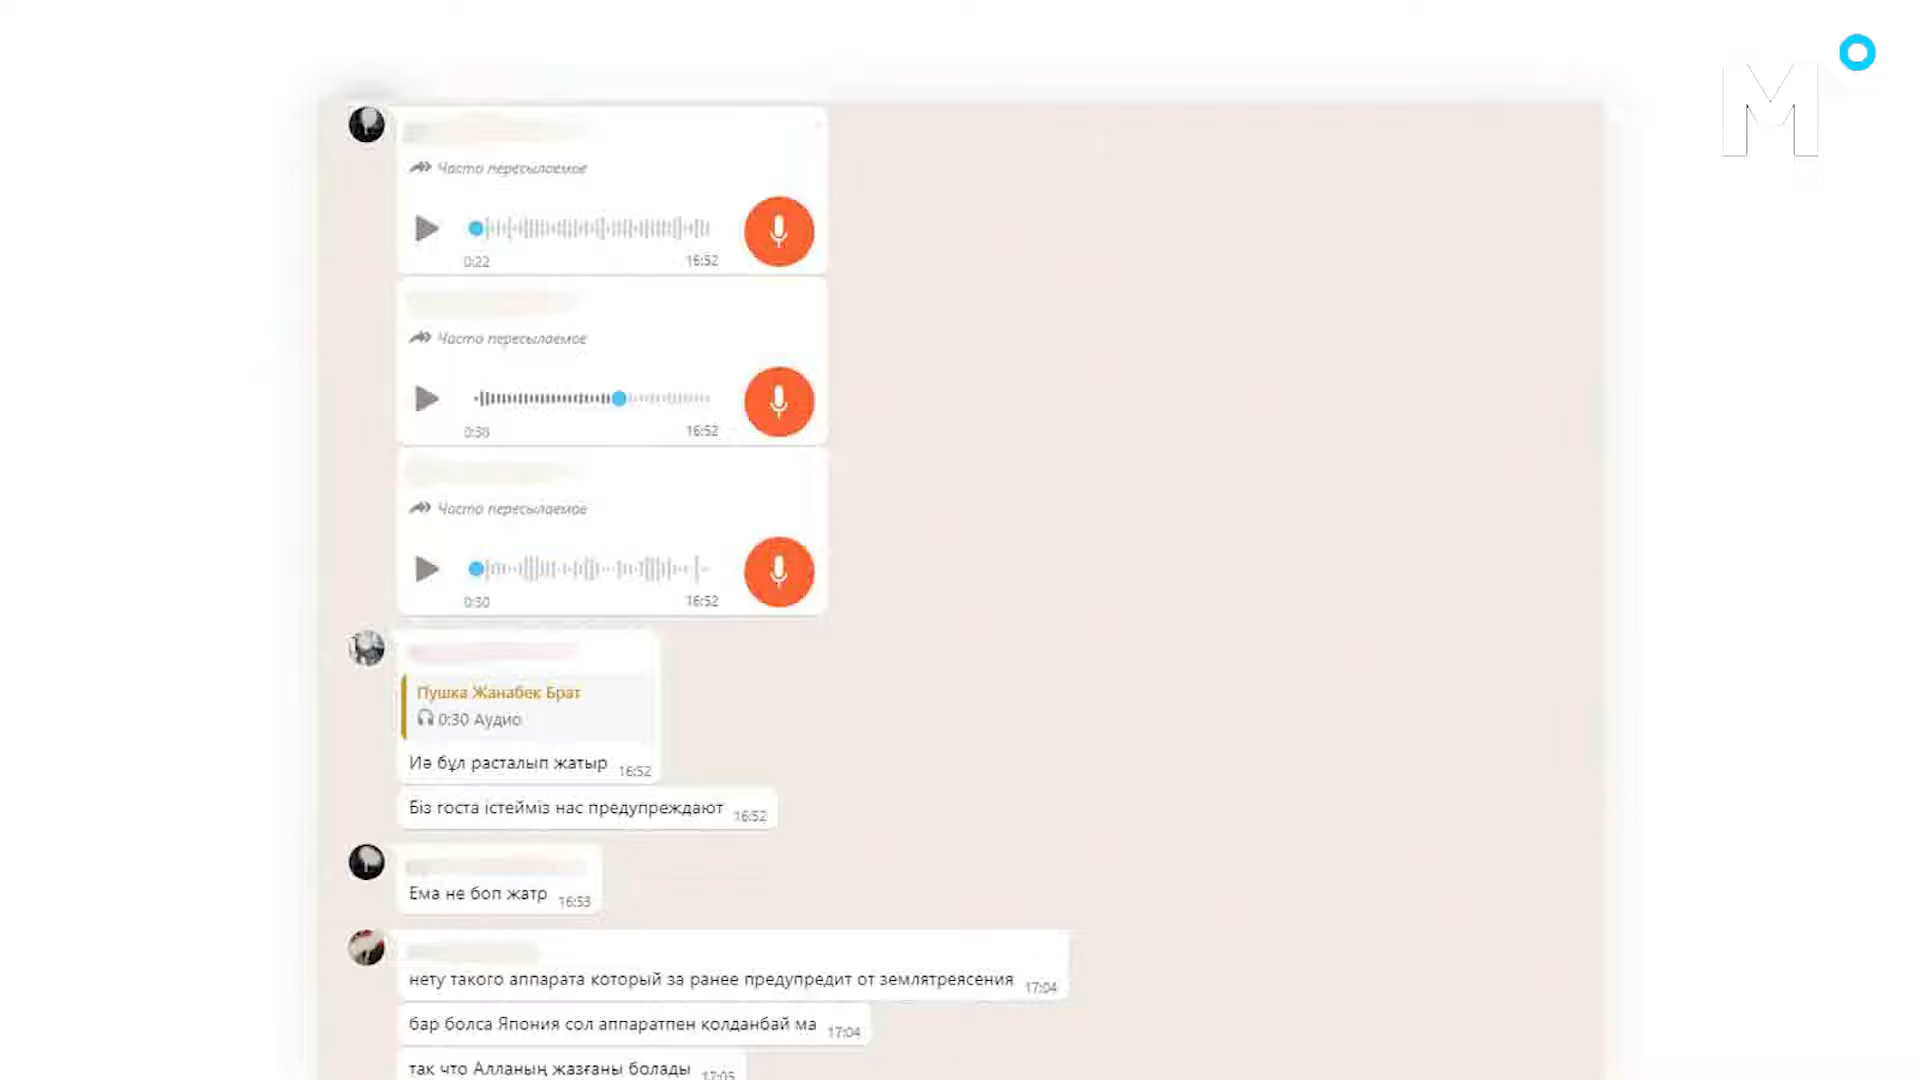 M
Часто пересылаемое
0:22 16:52
Часто пересылаемое
0:38 16:52
Часто пересылаемое
0:30 16:52
Пушка Жанабек Брат
0:30 Аудио
Иә бұл расталып жатыр 16:52
Біз госта істейміз нас предупреждают 16:52
Ема не боп жатр 16:53
нету такого аппарата который за ранее предупредит от землятреясения 17:04
бар болса Япония сол аппаратпен колданбай ма 17:04
так что Алланың жазғаны болады 17:05